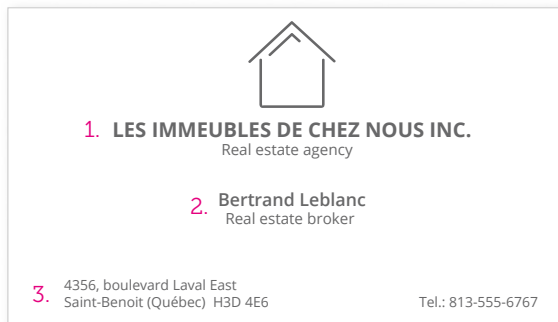 1. LES IMMEUBLES DE CHEZ NOUS INC.
Real estate agency
2. Bertrand Leblanc
Real estate broker
3. 4356, boulevard Laval East
Saint-Benoit (Québec) H3D 4E6
Tel.: 813-555-6767